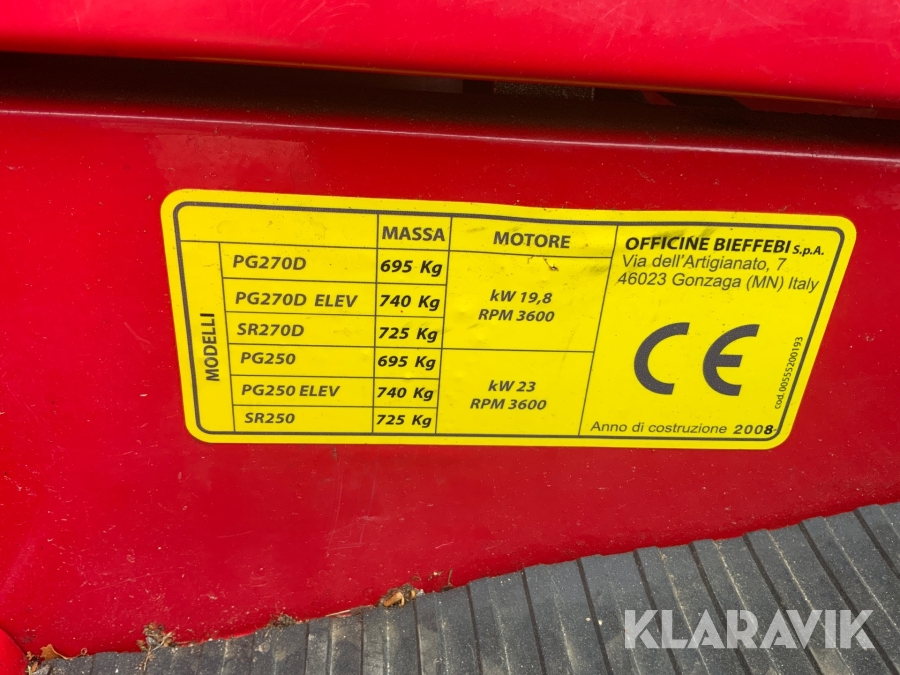 MASSA MOTORE
MODELLI
PG270D 695 Kg
PG270D ELEV 740 Kg
SR270D 725 Kg
kW 19,8
RPM 3600
PG250 695 Kg
PG250 ELEV 740 Kg
SR250 725 Kg
kW 23
RPM 3600
OFFICINE BIEFFEBI S.p.A.
Via dell'Artigianato, 7
46023 Gonzaga (MN) Italy
CE
cod.00555200193
Anno di costruzione 2008
KLARAVIK